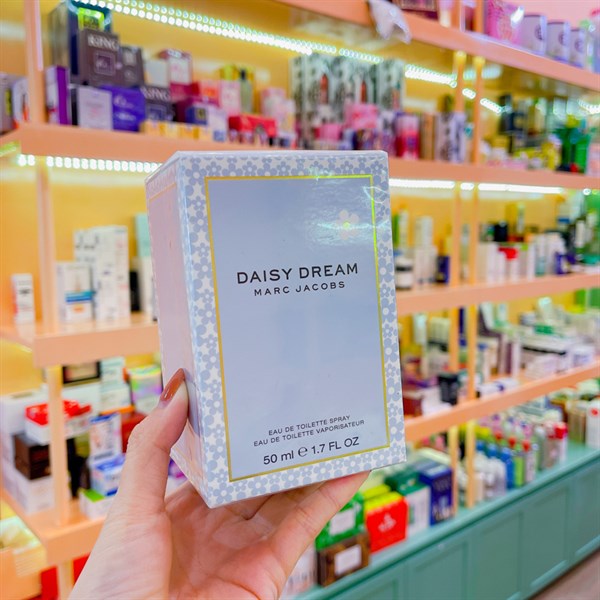 DAISY DREAM
MARC JACOBS
EAU DE TOILETTE SPRAY
EAU DE TOILETTE VAPORISATEUR
50 ml e 1.7 FL OZ